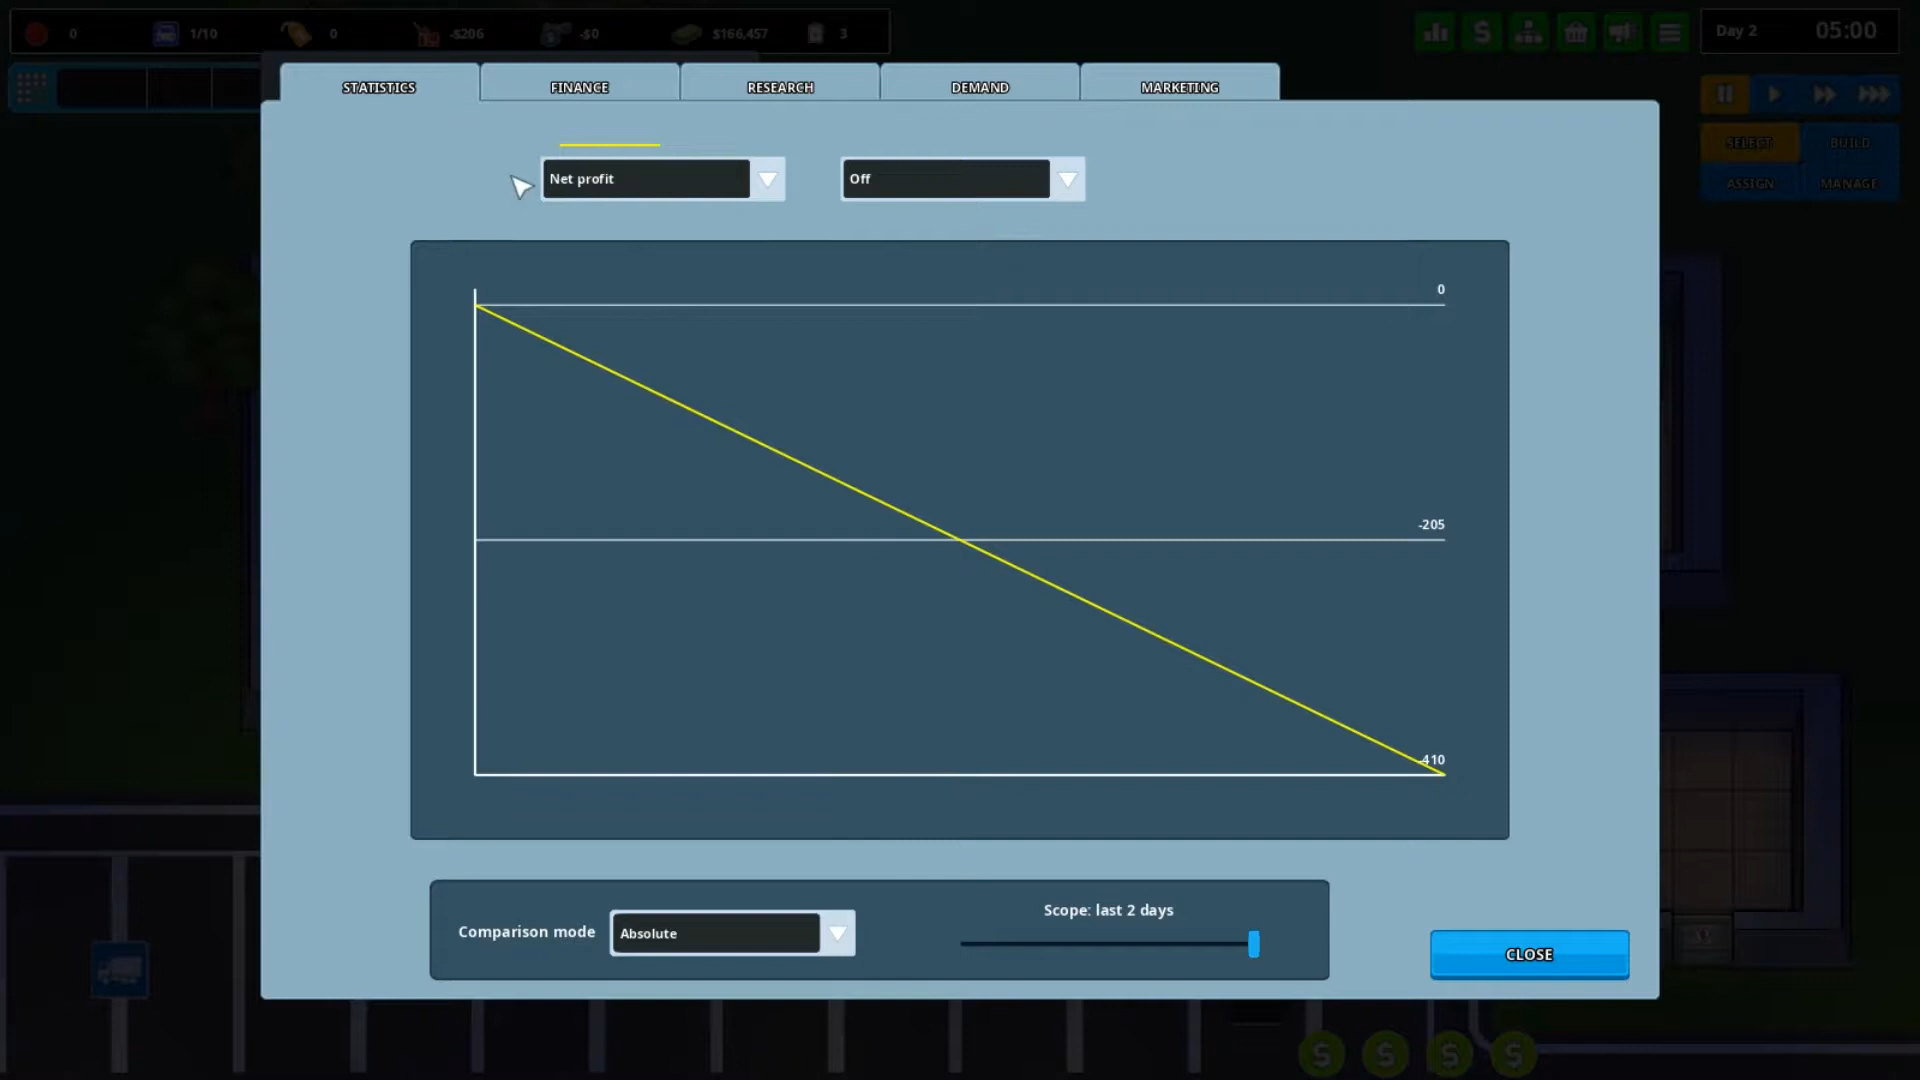 0 1/10 0 -$206 -$0 $166,457 3 Day 2 05:00
STATISTICS FINANCE RESEARCH DEMAND MARKETING
SELECT BUILD
ASSIGN MANAGE
Net profit Off
0
-205
-410
Scope: last 2 days
Comparison mode Absolute
CLOSE